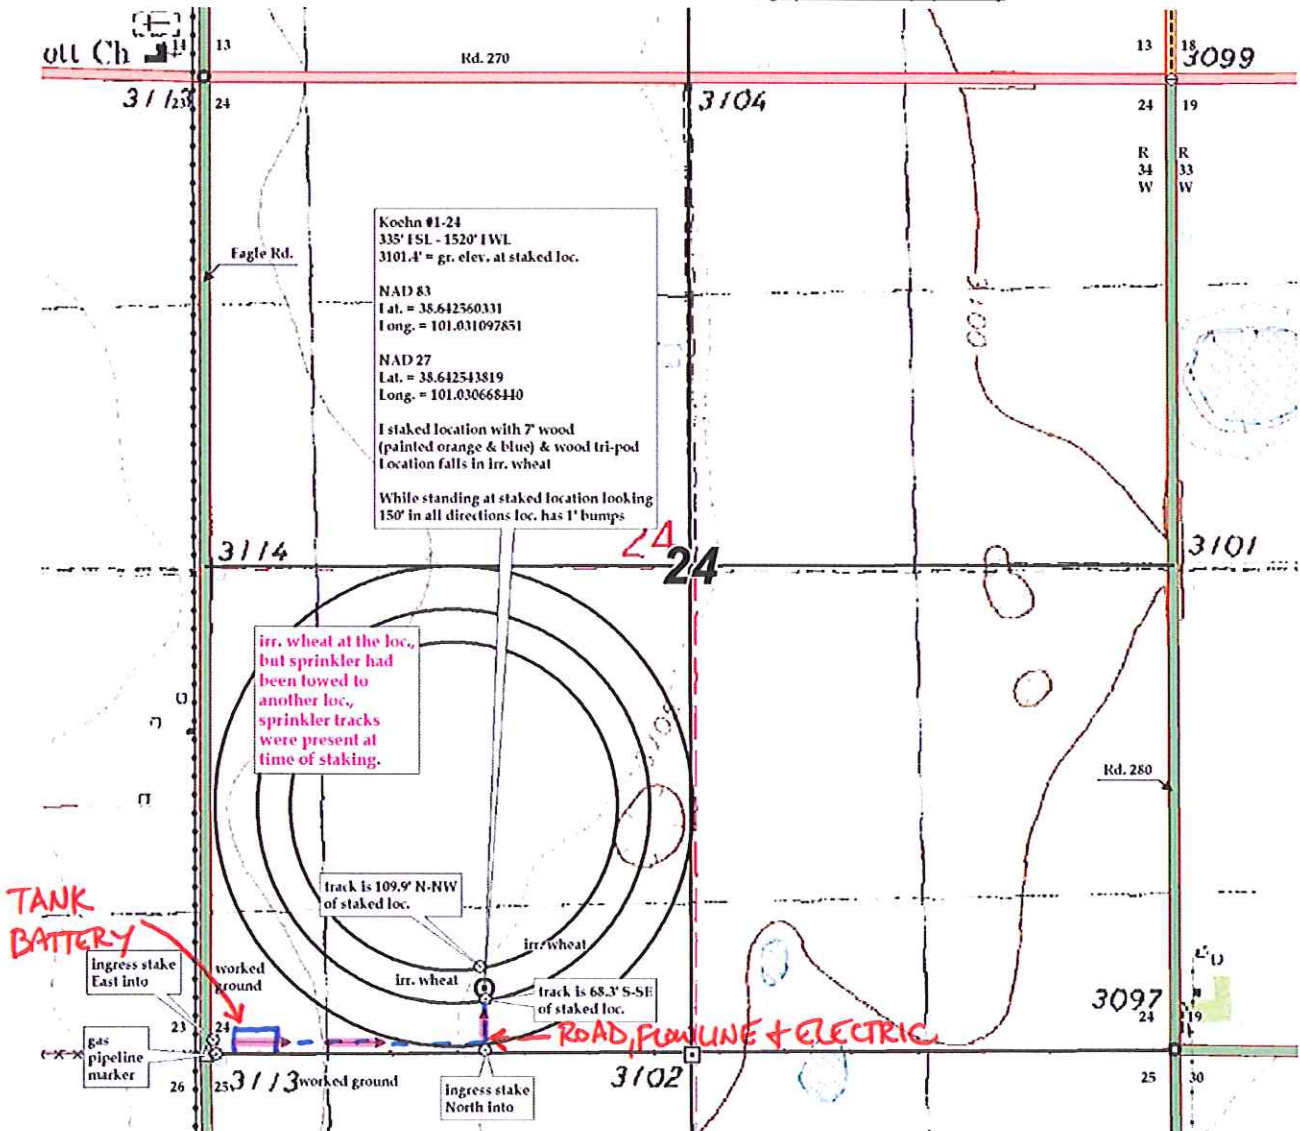 Rd. 270
13
13
18
3099
24
3104
24
19
R
34
W
R
33
W
Eagle Rd.
Koehn #1-24
335' FSL - 1520' FWL
3101.4' = gr. elev. at staked loc.
NAD 83
Lat. = 38.642560331
Long. = 101.031097851
NAD 27
Lat. = 38.642543819
Long. = 101.030668440
I staked location with 7' wood
(painted orange & blue) & wood tri-pod
Location falls in irr. wheat
While standing at staked location looking
150' in all directions loc. has 1' bumps
3100
3114
24
24
3101
irr. wheat at the loc.,
but sprinkler had
been towed to
another loc.,
sprinkler tracks
were present at
time of staking.
Rd. 280
track is 109.9' N-NW
of staked loc.
TANK
BATTERY
irr. wheat
ingress stake
East into
worked
ground
irr. wheat
track is 68.3' S-SE
of staked loc.
3097
24
19
23
24
ROAD, FLOWLINE & ELECTRIC
gas
pipeline
marker
26
25
3113
worked ground
3102
ingress stake
North into
25
30